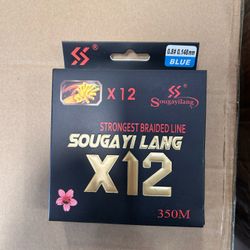 0.8# 0.148mm
BLUE
X12
Sougayilang
STRONGEST BRAIDED LINE
SOUGAYI LANG
X12
350M